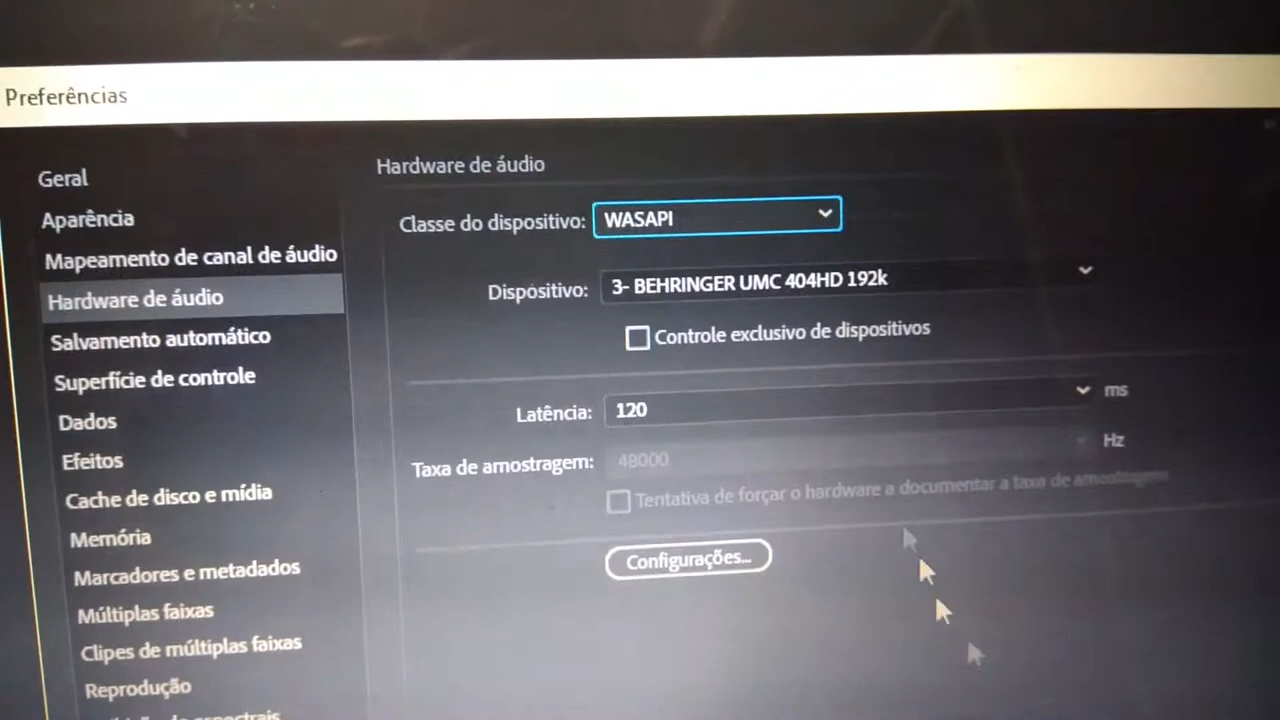 Preferências
Geral
Aparência
Mapeamento de canal de áudio
Hardware de áudio
Salvamento automático
Superfície de controle
Dados
Efeitos
Cache de disco e mídia
Memória
Marcadores e metadados
Múltiplas faixas
Clipes de múltiplas faixas
Reprodução
Hardware de áudio
Classe do dispositivo: WASAPI
Dispositivo: 3- BEHRINGER UMC 404HD 192k
Controle exclusivo de dispositivos
Latência: 120 ms
Taxa de amostragem: 48000 Hz
Tentativa de forçar o hardware a documentar a taxa de amostragem
Configurações...